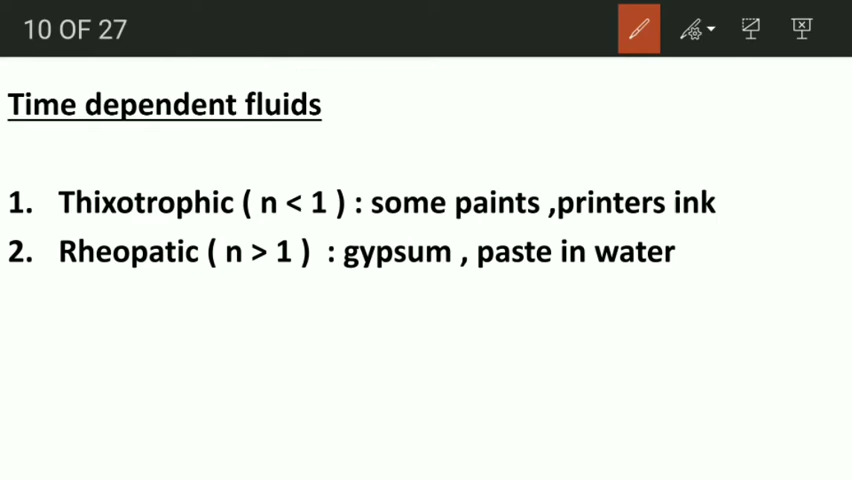 10 OF 27
Time dependent fluids
1. Thixotrophic ( n < 1 ) : some paints ,printers ink
2. Rheopatic ( n > 1 ) : gypsum , paste in water